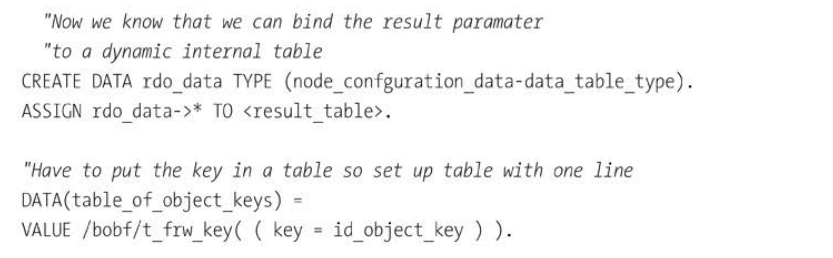 "Now we know that we can bind the result paramater
"to a dynamic internal table
CREATE DATA rdo_data TYPE (node_confguration_data-data_table_type).
ASSIGN rdo_data->* TO <result_table>.
"Have to put the key in a table so set up table with one line
DATA(table_of_object_keys) =
VALUE /bobf/t_frw_key( ( key = id_object_key ) ).